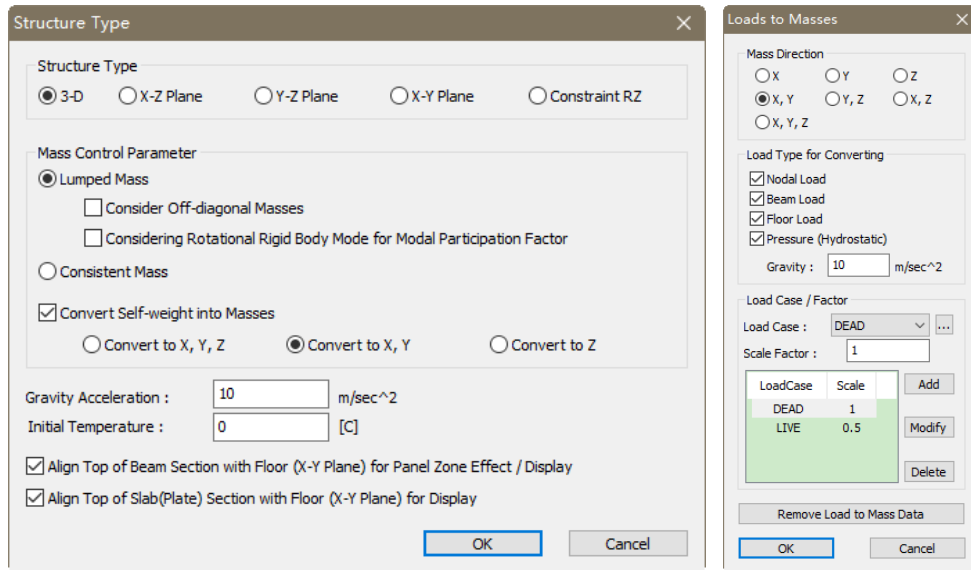 Structure Type
Structure Type
3-D X-Z Plane Y-Z Plane X-Y Plane Constraint RZ
Mass Control Parameter
Lumped Mass
Consider Off-diagonal Masses
Considering Rotational Rigid Body Mode for Modal Participation Factor
Consistent Mass
Convert Self-weight into Masses
Convert to X, Y, Z Convert to X, Y Convert to Z
Gravity Acceleration : 10 m/sec^2
Initial Temperature : 0 [C]
Align Top of Beam Section with Floor (X-Y Plane) for Panel Zone Effect / Display
Align Top of Slab(Plate) Section with Floor (X-Y Plane) for Display
OK Cancel
Loads to Masses
Mass Direction
X Y Z
X, Y Y, Z X, Z
X, Y, Z
Load Type for Converting
Nodal Load
Beam Load
Floor Load
Pressure (Hydrostatic)
Gravity : 10 m/sec^2
Load Case / Factor
Load Case : DEAD ...
Scale Factor : 1
LoadCase Scale Add
DEAD 1
LIVE 0.5 Modify
Delete
Remove Load to Mass Data
OK Cancel